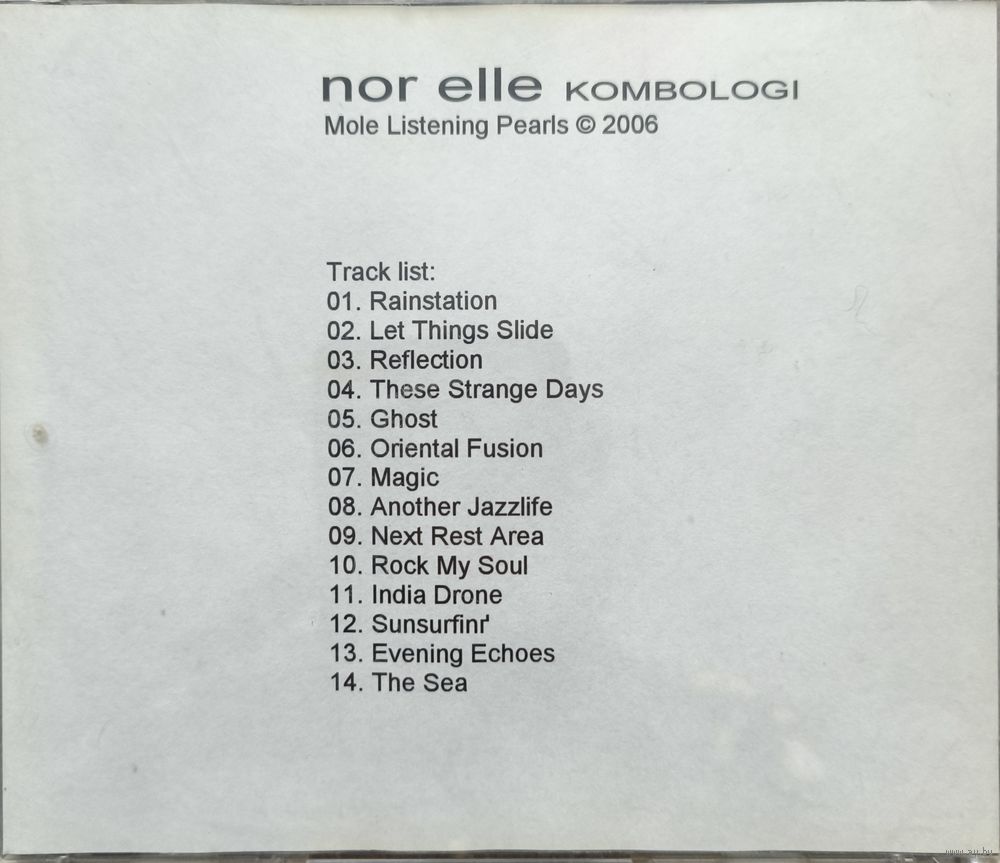 nor elle KOMBOLOGI
Mole Listening Pearls © 2006
Track list:
01. Rainstation
02. Let Things Slide
03. Reflection
04. These Strange Days
05. Ghost
06. Oriental Fusion
07. Magic
08. Another Jazzlife
09. Next Rest Area
10. Rock My Soul
11. India Drone
12. Sunsurfin'
13. Evening Echoes
14. The Sea